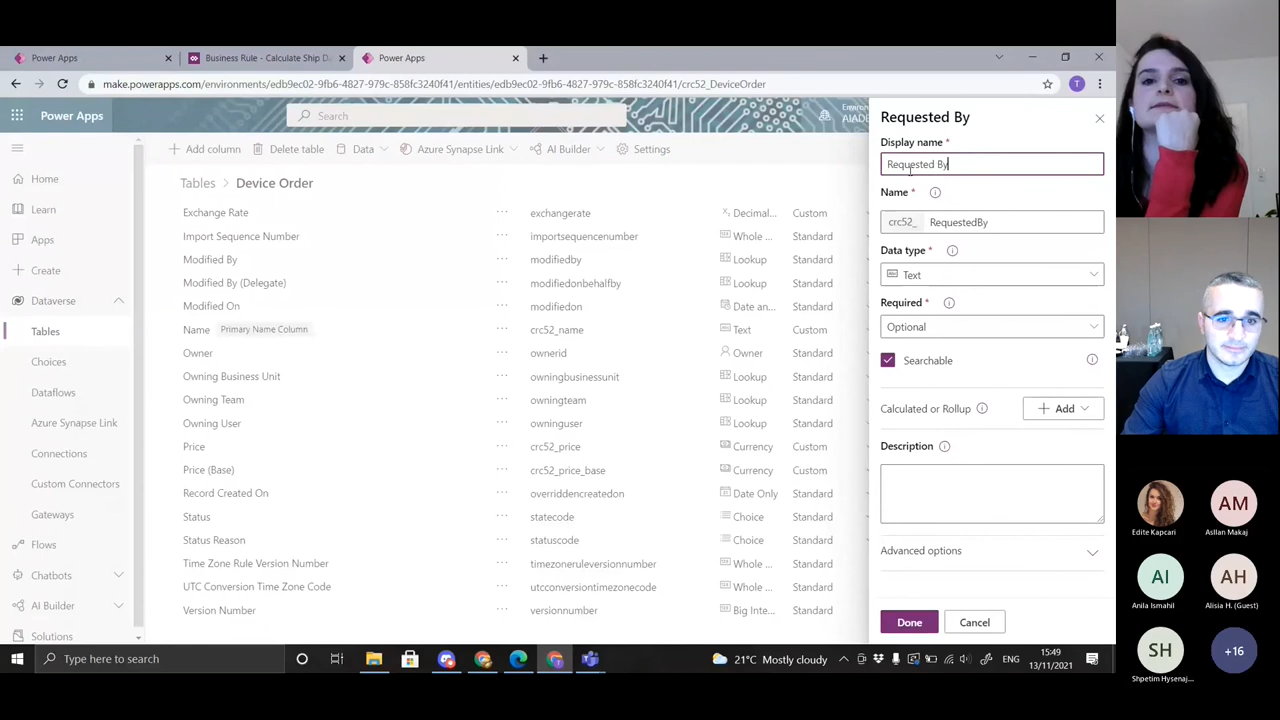 Power Apps
Business Rule - Calculate Ship Da
Power Apps
make.powerapps.com/environments/edb9ec02-9fb6-4827-979c-858fc3240f41/entities/edb9ec02-9fb6-4827-979c-858fc3240f41/crc52_DeviceOrder
T
Power Apps
Search
Environ
AIADE
Home
Learn
Apps
Create
Dataverse
Tables
Choices
Dataflows
Azure Synapse Link
Connections
Custom Connectors
Gateways
Flows
Chatbots
AI Builder
Solutions
Add column
Delete table
Data
Azure Synapse Link
AI Builder
Settings
Tables > Device Order
Exchange Rate ... exchangerate Decimal... Custom
Import Sequence Number ... importsequencenumber Whole ... Standard
Modified By ... modifiedby Lookup Standard
Modified By (Delegate) ... modifiedonbehalfby Lookup Standard
Modified On ... modifiedon Date an... Standard
Name Primary Name Column ... crc52_name Text Custom
Owner ... ownerid Owner Standard
Owning Business Unit ... owningbusinessunit Lookup Standard
Owning Team ... owningteam Lookup Standard
Owning User ... owninguser Lookup Standard
Price ... crc52_price Currency Custom
Price (Base) ... crc52_price_base Currency Custom
Record Created On ... overriddencreatedon Date Only Standard
Status ... statecode Choice Standard
Status Reason ... statuscode Choice Standard
Time Zone Rule Version Number ... timezoneruleversionnumber Whole ... Standard
UTC Conversion Time Zone Code ... utcconversiontimezonecode Whole ... Standard
Version Number ... versionnumber Big Inte... Standard
Requested By
Display name *
Requested By
Name *
crc52_ RequestedBy
Data type *
Abc Text
Required *
Optional
Searchable
Calculated or Rollup
Add
Description
Advanced options
Done
Cancel
Type here to search
21°C Mostly cloudy
ENG
15:49
13/11/2021
Edite Kapcari
AM
Asllan Makaj
AI
Anila Ismahil
AH
Alisia H. (Guest)
SH
Shpetim Hysenaj...
+16